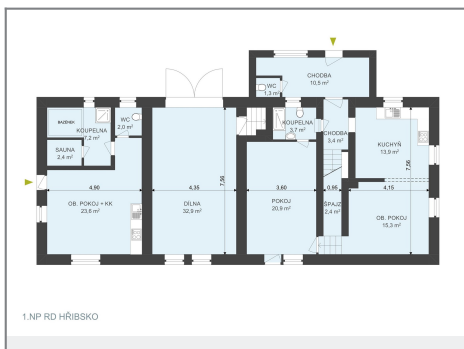 CHODBA
10,5 m²
WC
1,3 m²
BAZÉNEK
KOUPELNA
7,2 m²
WC
2,0 m²
KOUPELNA
3,7 m²
CHODBA
3,4 m²
KUCHYŇ
13,9 m²
SAUNA
2,4 m²
7,56
7,56
4,90
4,35
3,60
0,95
4,15
OB. POKOJ + KK
23,6 m²
DÍLNA
32,9 m²
POKOJ
20,9 m²
ŠPAJZ
2,4 m²
OB. POKOJ
15,3 m²
1.NP RD HŘIBSKO